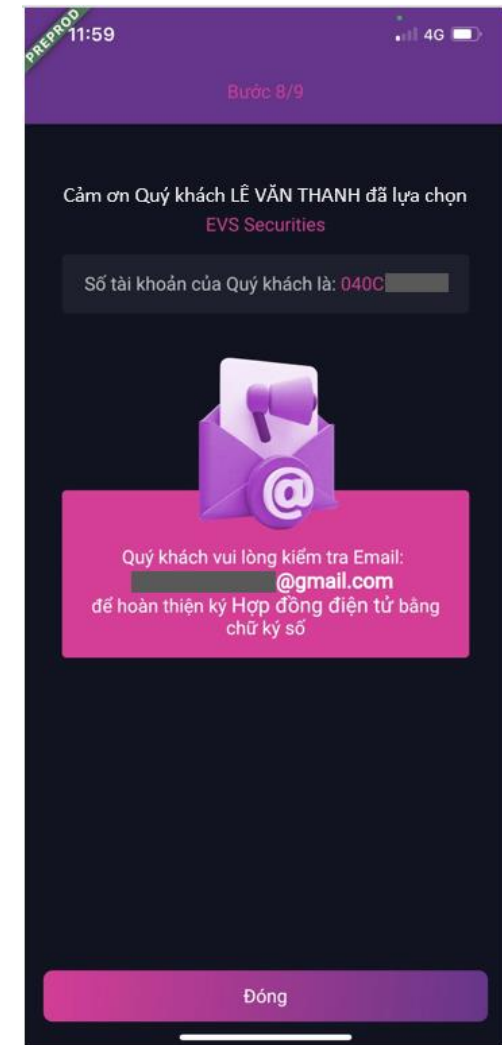 PREPROD
11:59
4G
Bước 8/9
Cảm ơn Quý khách LÊ VĂN THANH đã lựa chọn
EVS Securities
Số tài khoản của Quý khách là: 040C
@
Quý khách vui lòng kiểm tra Email:
@gmail.com
để hoàn thiện ký Hợp đồng điện tử bằng
chữ ký số
Đóng